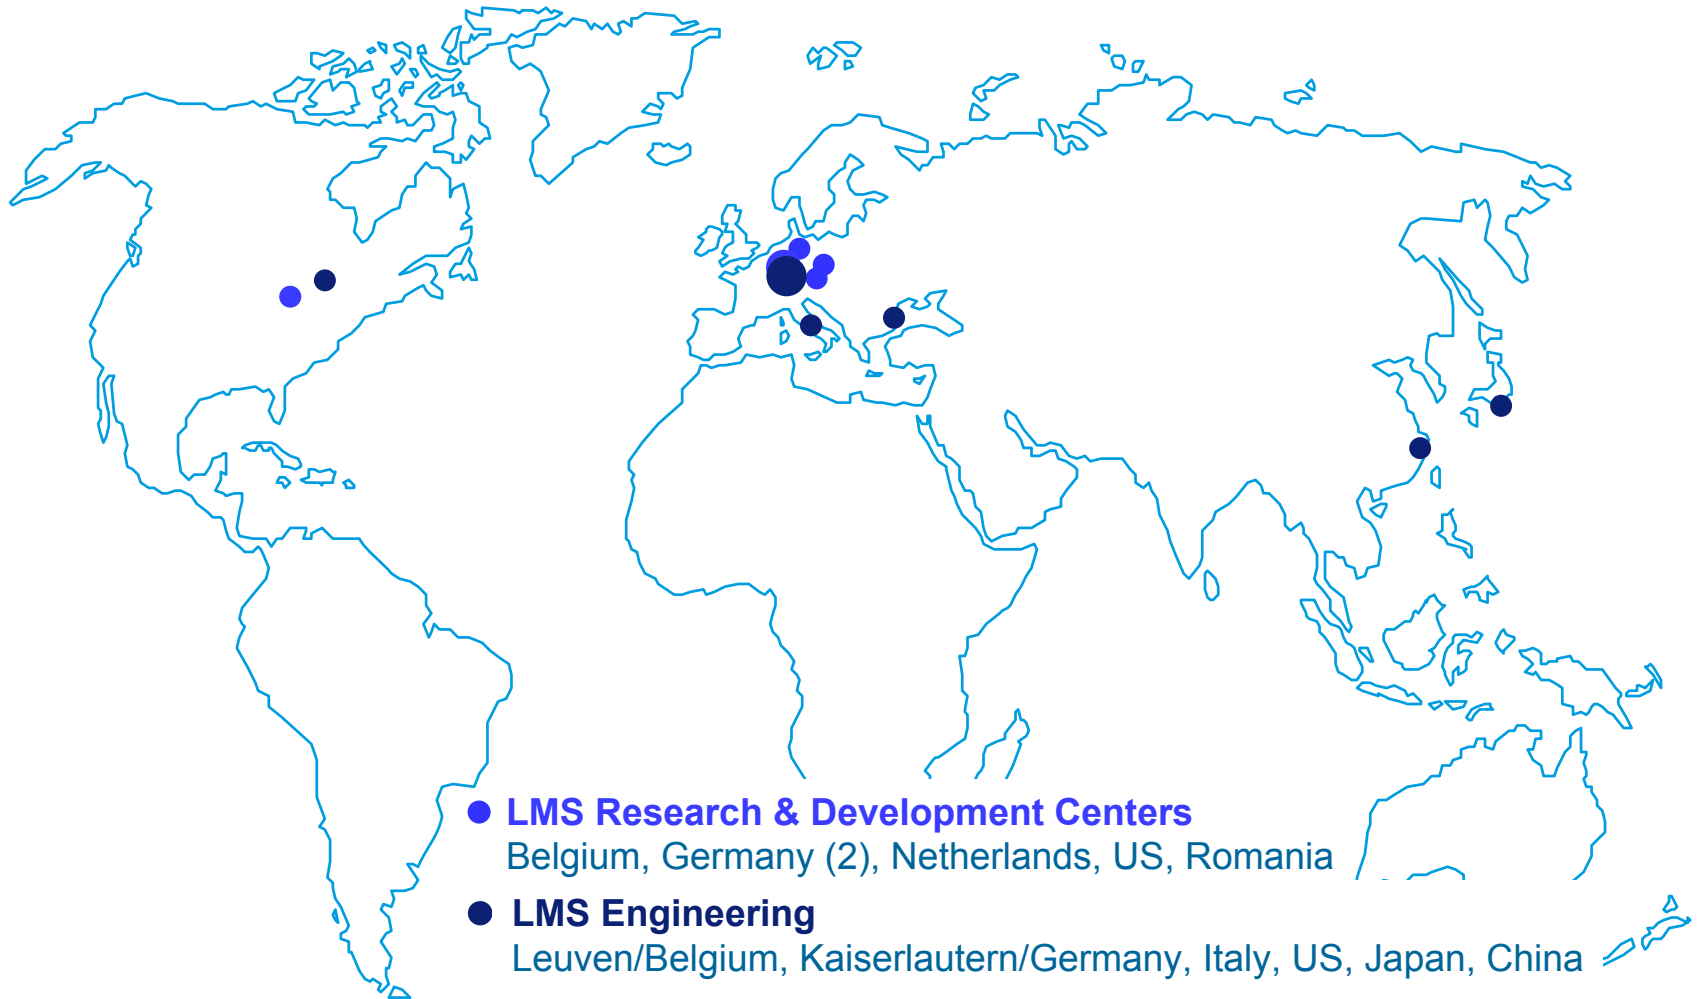 LMS Research & Development Centers
Belgium, Germany (2), Netherlands, US, Romania
LMS Engineering
Leuven/Belgium, Kaiserlautern/Germany, Italy, US, Japan, China